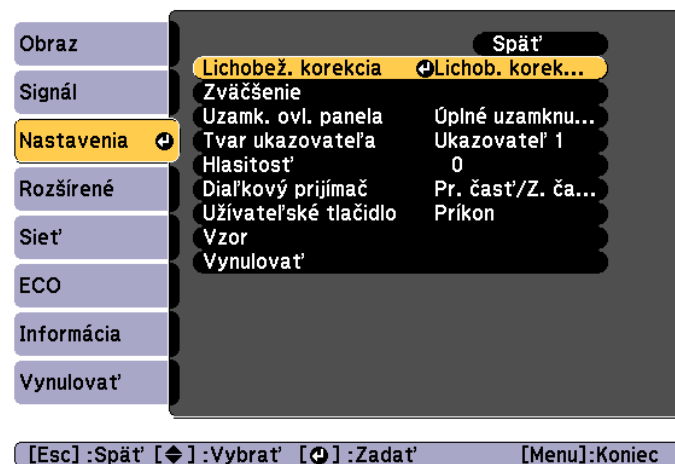 Obraz
Signál
Nastavenia
Rozšírené
Sieť
ECO
Informácia
Vynulovať
Späť
Lichobež. korekcia Lichob. korek...
Zväčšenie
Uzamk. ovl. panela Úplné uzamknu...
Tvar ukazovateľa Ukazovateľ 1
Hlasitosť 0
Diaľkový prijímač Pr. časť/Z. ča...
Užívateľské tlačidlo Príkon
Vzor
Vynulovať
[Esc] :Späť [◆] :Vybrať [⏎] :Zadať [Menu]:Koniec